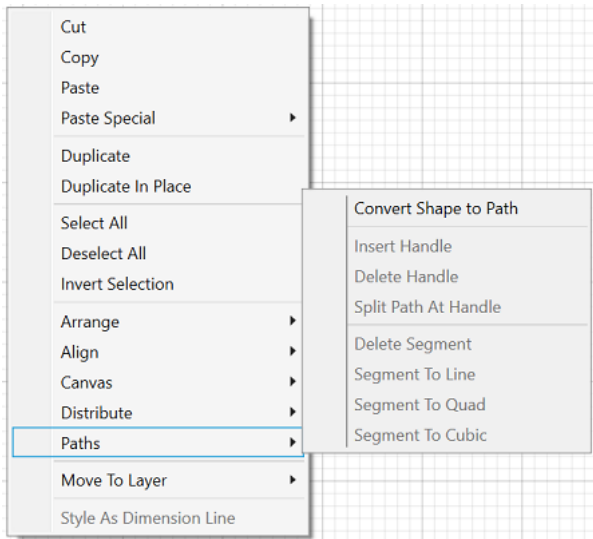 Cut
Copy
Paste
Paste Special
Duplicate
Duplicate In Place
Select All
Deselect All
Invert Selection
Arrange
Align
Canvas
Distribute
Paths
Move To Layer
Style As Dimension Line
Convert Shape to Path
Insert Handle
Delete Handle
Split Path At Handle
Delete Segment
Segment To Line
Segment To Quad
Segment To Cubic